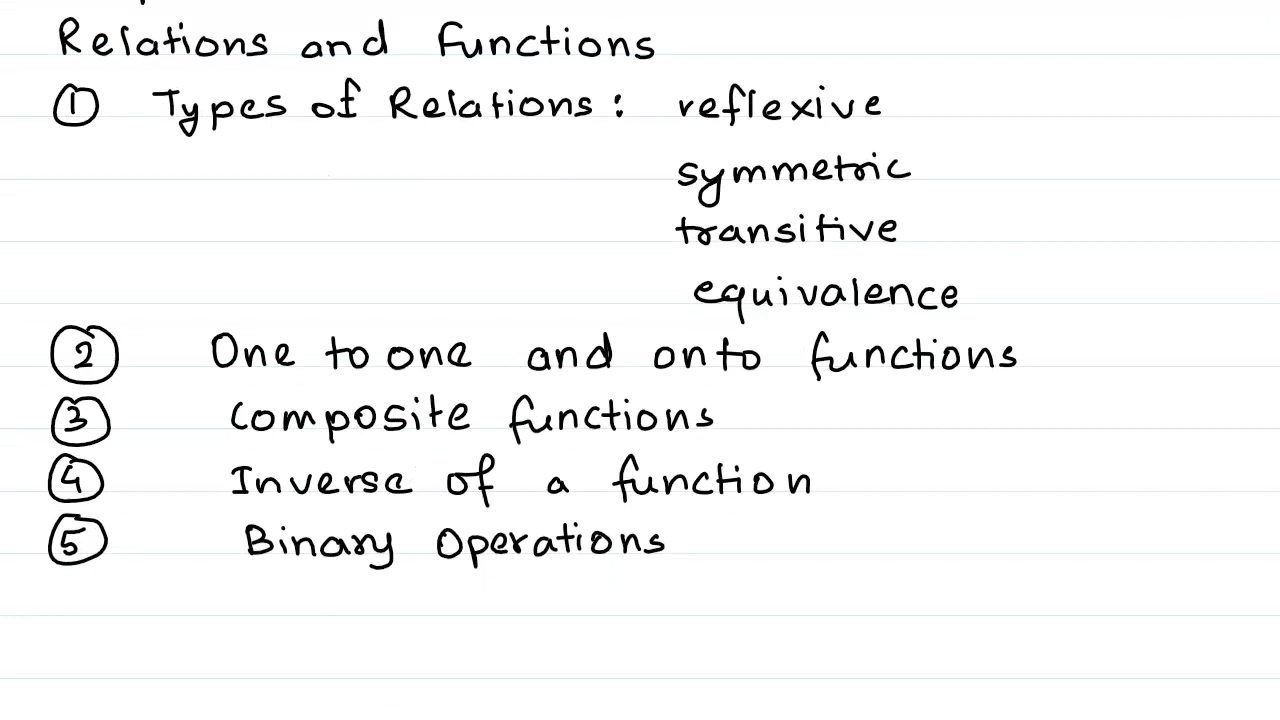 Relations and Functions
① Types of Relations: reflexive
symmetric
transitive
equivalence
② One to one and onto functions
③ Composite functions
④ Inverse of a function
⑤ Binary Operations